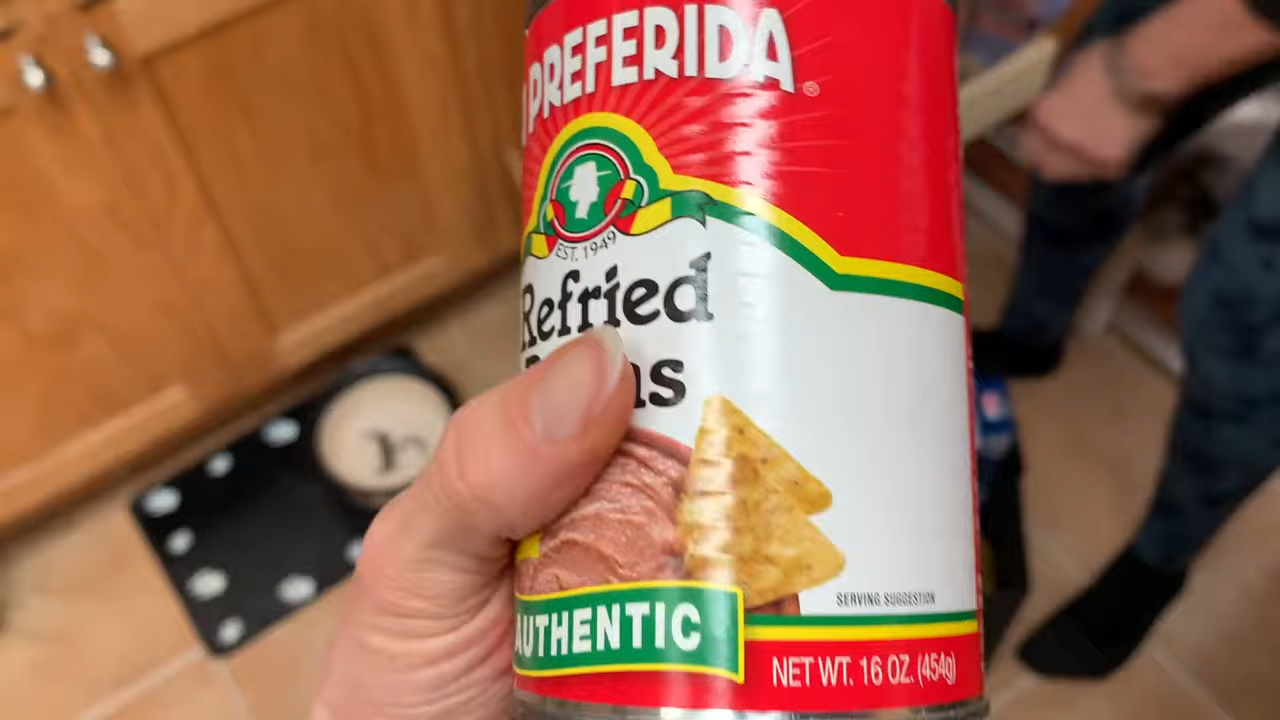 PREFERIDA
EST. 1949
Refried
AUTHENTIC
SERVING SUGGESTION
NET WT. 16 OZ. (454g)